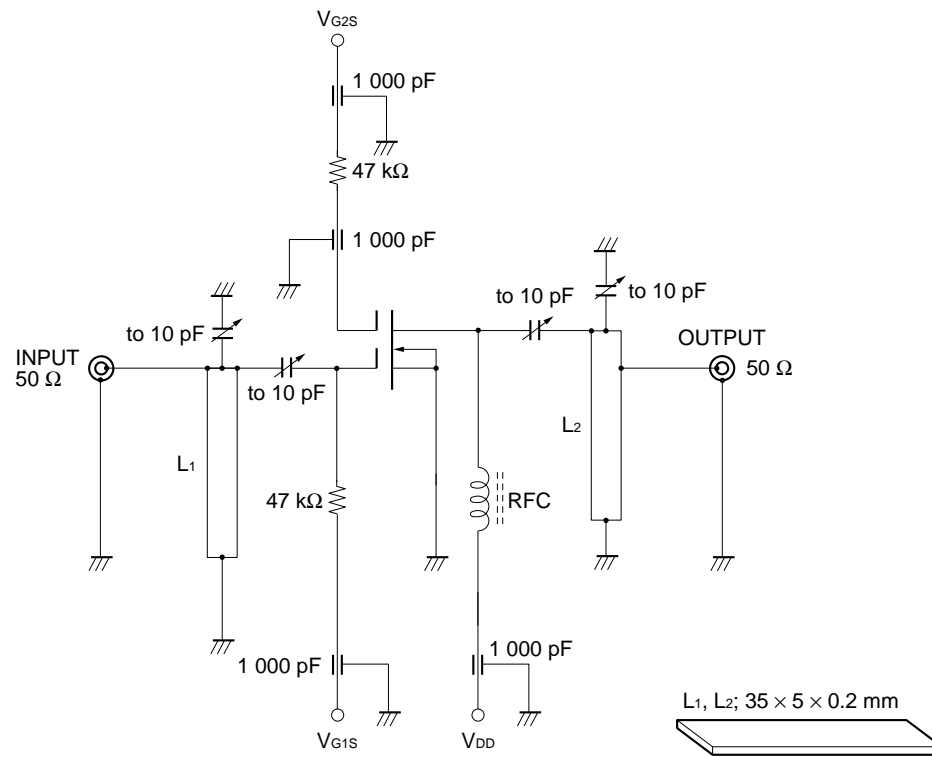 VG2S
1 000 pF
47 kΩ
1 000 pF
to 10 pF
to 10 pF
to 10 pF
to 10 pF
INPUT
50 Ω
OUTPUT
50 Ω
L1
L2
47 kΩ
RFC
1 000 pF
1 000 pF
VG1S
VDD
L1, L2; 35 × 5 × 0.2 mm